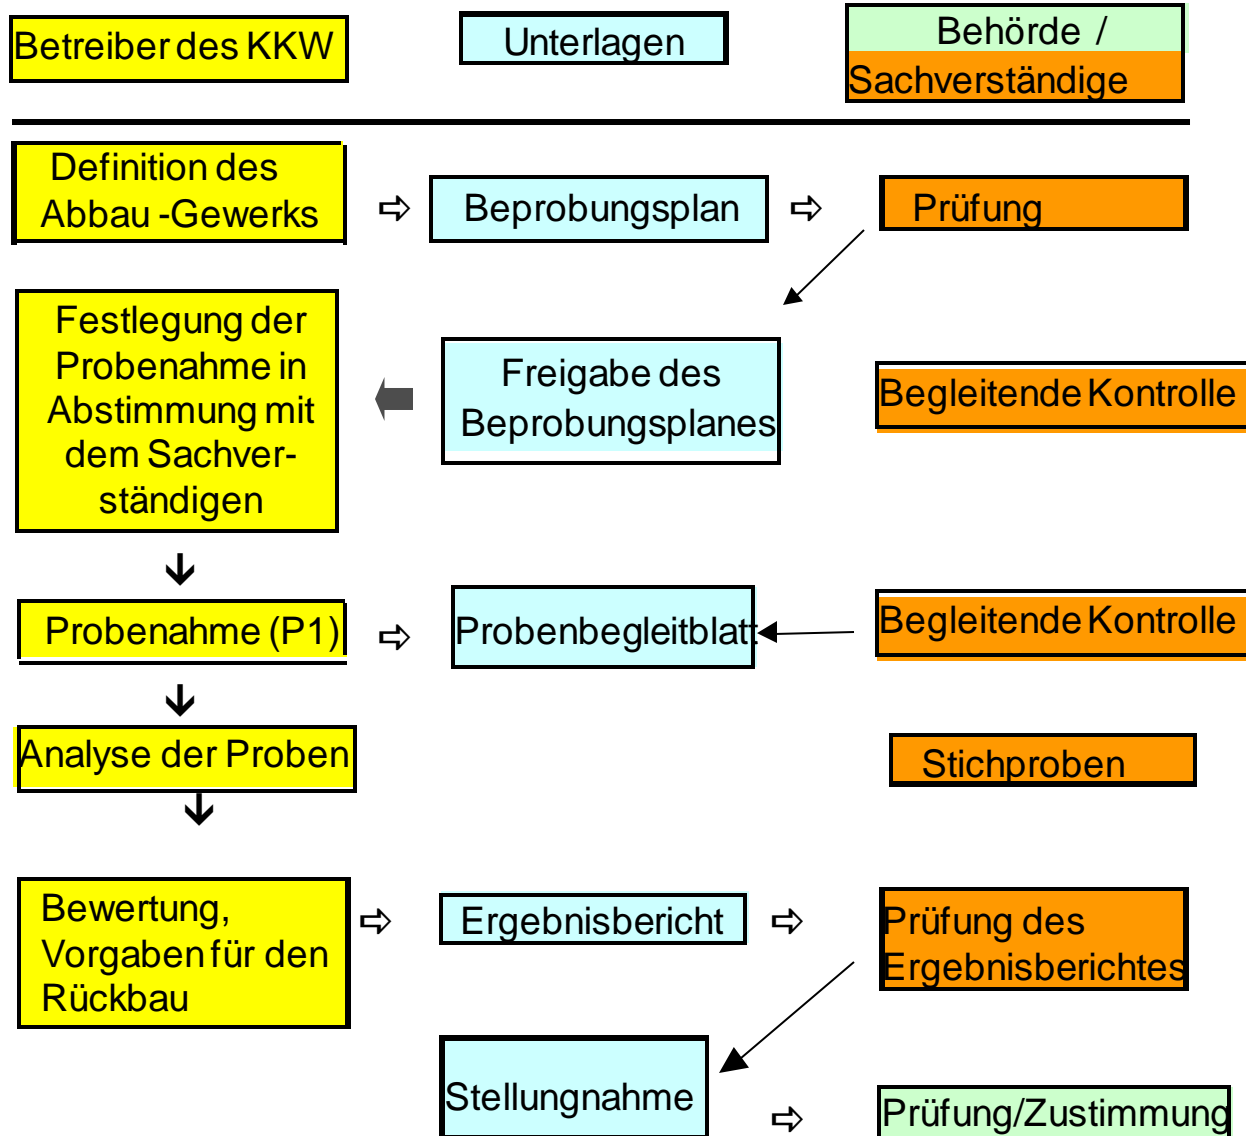 Betreiber des KKW
Unterlagen
Behörde /
Sachverständige
Definition des
Abbau -Gewerks
Beprobungsplan
Prüfung
Festlegung der
Probenahme in
Abstimmung mit
dem Sachver-
ständigen
Freigabe des
Beprobungsplanes
Begleitende Kontrolle
Probenahme (P1)
Probenbegleitblatt
Begleitende Kontrolle
Analyse der Proben
Stichproben
Bewertung,
Vorgaben für den
Rückbau
Ergebnisbericht
Prüfung des
Ergebnisberichtes
Stellungnahme
Prüfung/Zustimmung